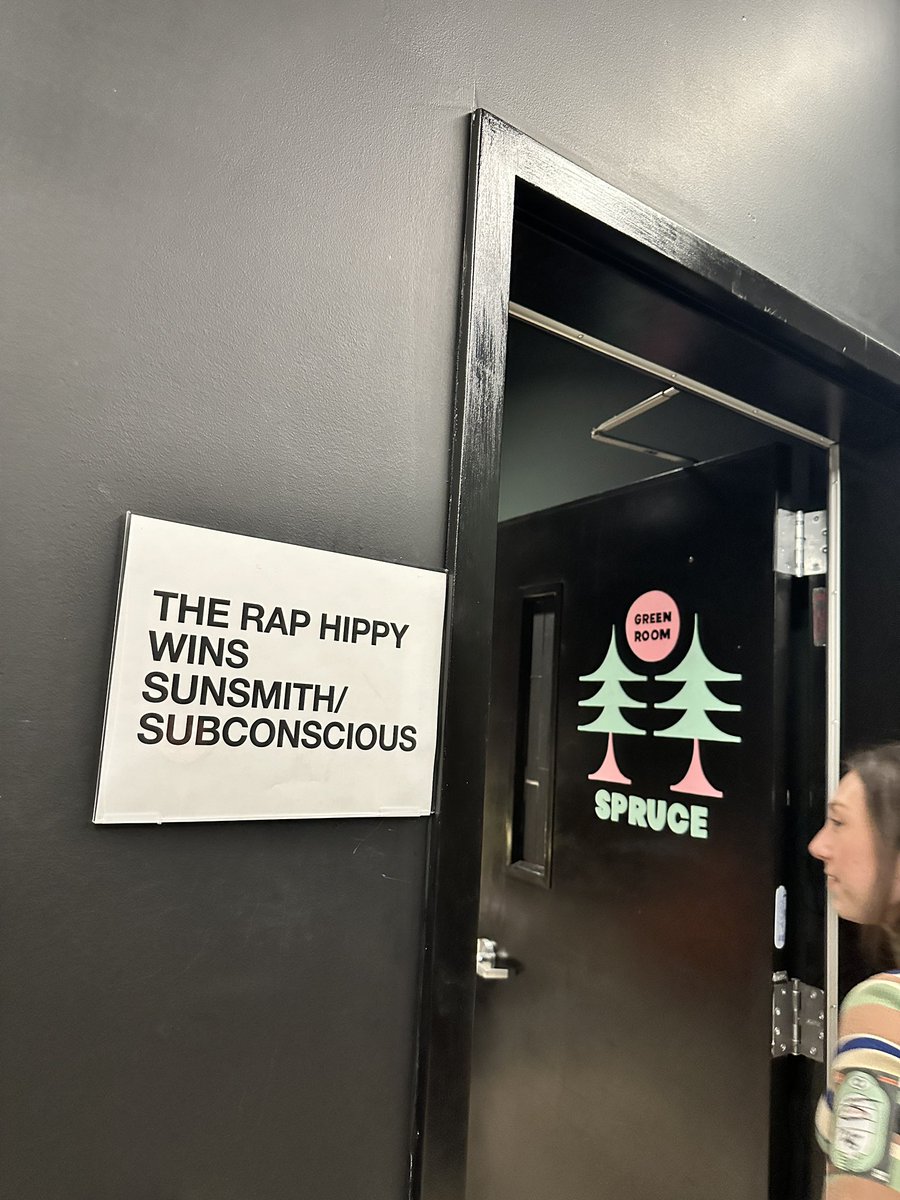 THE RAP HIPPY
WINS
SUNSMITH/
SUBCONSCIOUS
GREEN
ROOM
SPRUCE